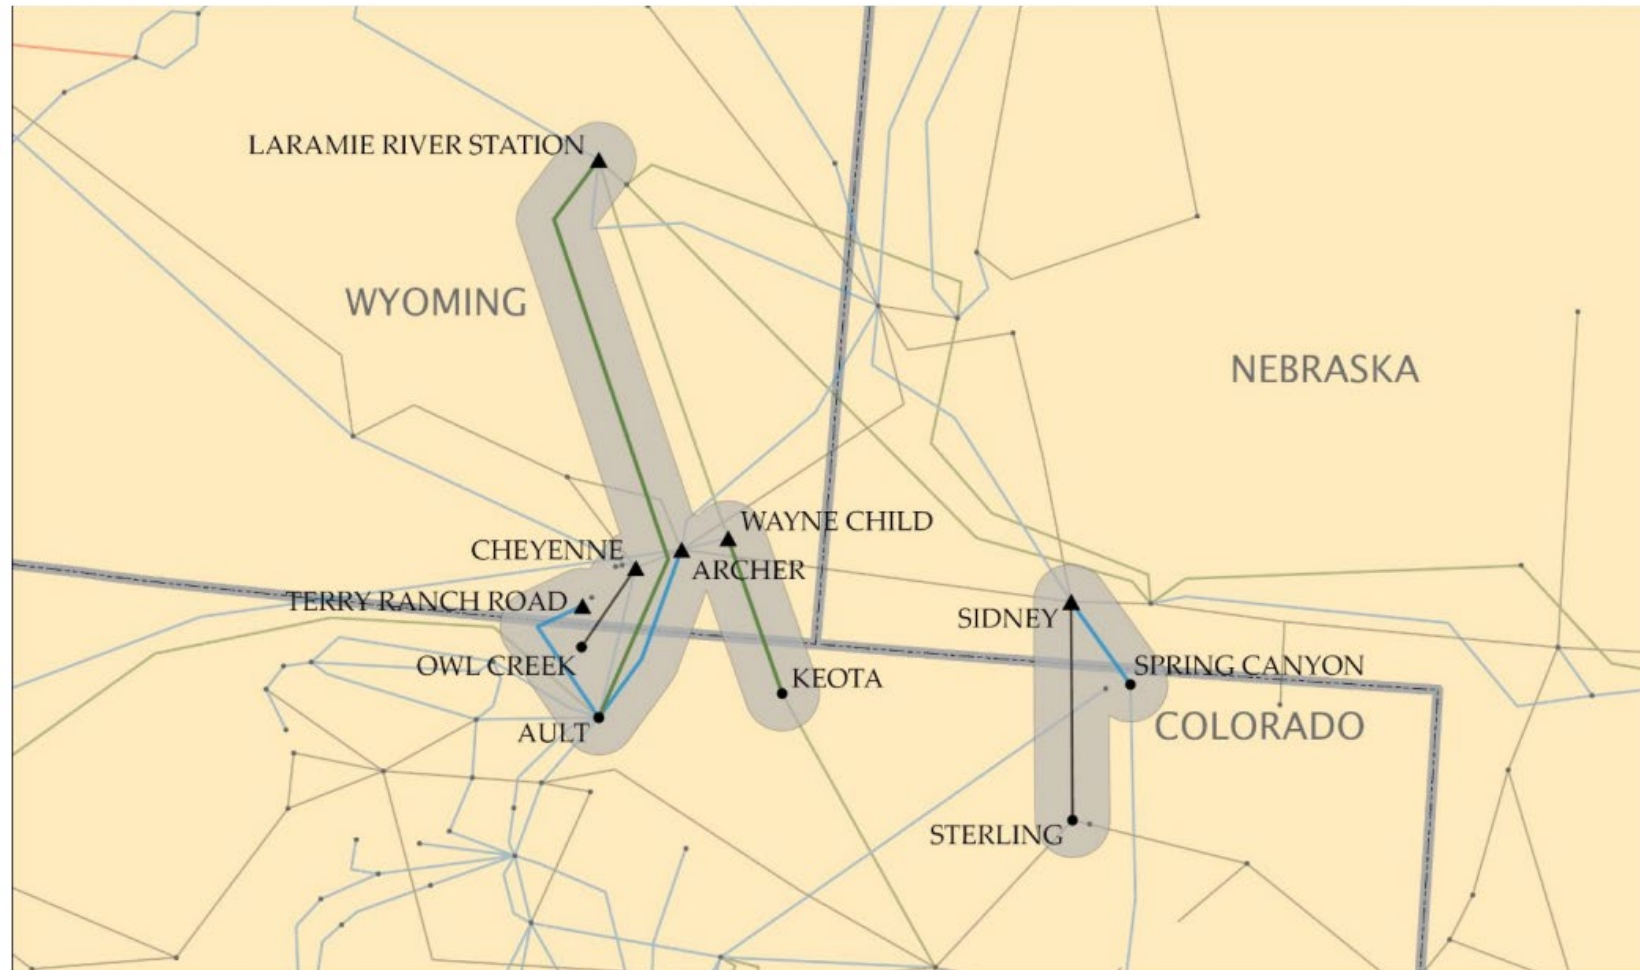 LARAMIE RIVER STATION
WYOMING
NEBRASKA
WAYNE CHILD
CHEYENNE
ARCHER
TERRY RANCH ROAD
SIDNEY
OWL CREEK
SPRING CANYON
KEOTA
AULT
COLORADO
STERLING